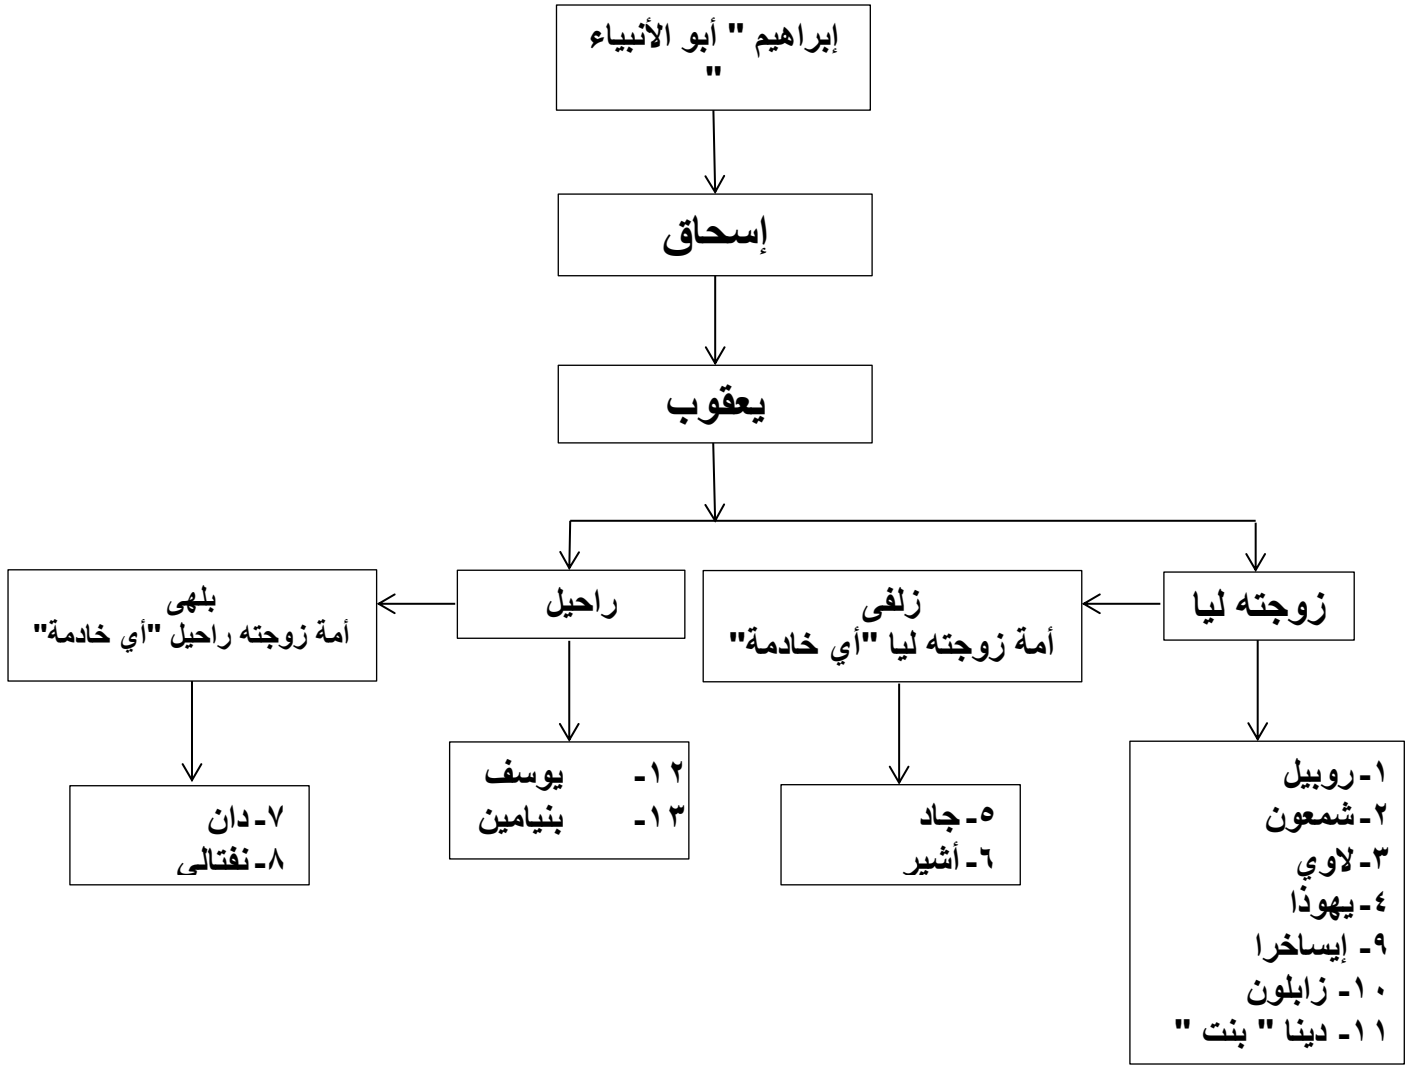 إبراهيم " أبو الأنبياء
"
إسحاق
يعقوب
زوجته ليا
زلفى
أمة زوجته ليا "أي خادمة"
راحيل
بلهى
أمة زوجته راحيل "أي خادمة"
١- روبيل
٢- شمعون
٣- لاوي
٤- يهوذا
٩- إيساخرا
١٠- زابلون
١١- دينا " بنت "
٥- جاد
٦- أشير
١٢- يوسف
١٣- بنيامين
٧- دان
٨- نفتالي